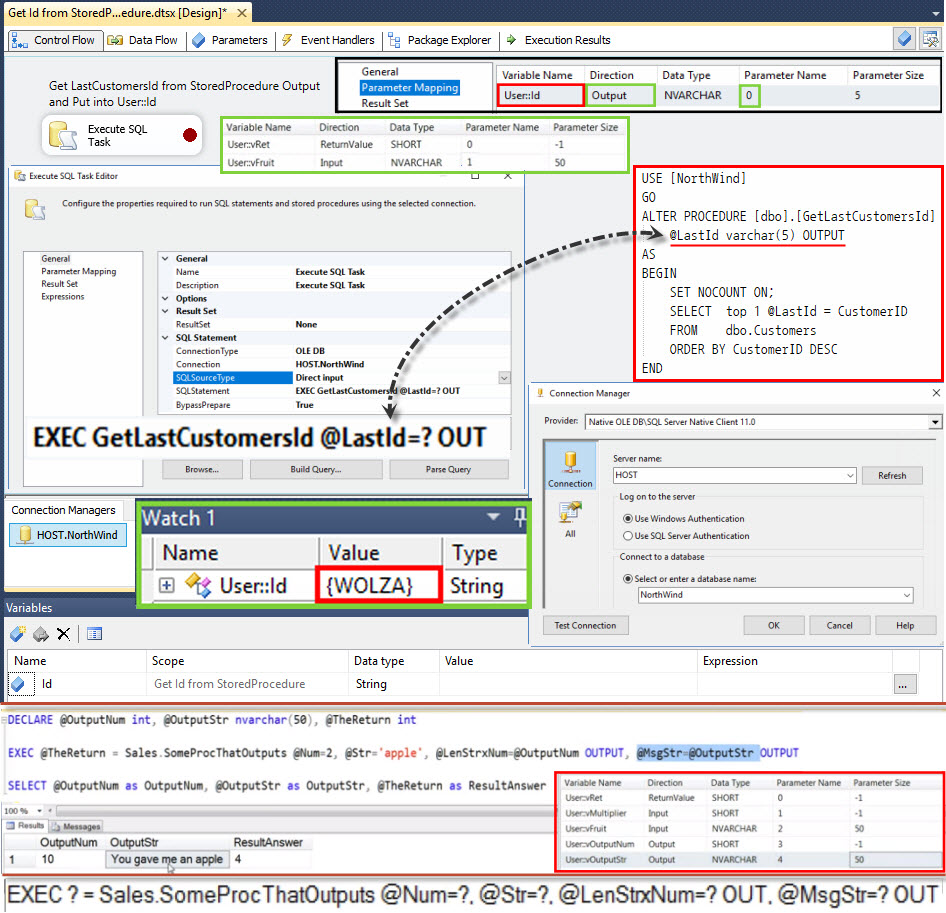 Get Id from StoredP...edure.dtsx [Design]*
Control Flow Data Flow Parameters Event Handlers Package Explorer Execution Results
Get LastCustomersId from StoredProcedure Output
and Put into User::Id
Execute SQL
Task
General
Parameter Mapping
Result Set
Variable Name Direction Data Type Parameter Name Parameter Size
User::Id Output NVARCHAR 0 5
Variable Name Direction Data Type Parameter Name Parameter Size
User::vRet ReturnValue SHORT 0 -1
User::vFruit Input NVARCHAR 1 50
Execute SQL Task Editor
Configure the properties required to run SQL statements and stored procedures using the selected connection.
General
Parameter Mapping
Result Set
Expressions
General
Name Execute SQL Task
Description Execute SQL Task
Options
Result Set
ResultSet None
SQL Statement
ConnectionType OLE DB
Connection HOST.NorthWind
SQLSourceType Direct input
SQLStatement EXEC GetLastCustomersId @LastId=? OUT
BypassPrepare True
EXEC GetLastCustomersId @LastId=? OUT
Browse... Build Query... Parse Query
USE [NorthWind]
GO
ALTER PROCEDURE [dbo].[GetLastCustomersId]
@LastId varchar(5) OUTPUT
AS
BEGIN
SET NOCOUNT ON;
SELECT top 1 @LastId = CustomerID
FROM dbo.Customers
ORDER BY CustomerID DESC
END
Connection Manager
Provider: Native OLE DB\SQL Server Native Client 11.0
Connection
All
Server name:
HOST Refresh
Log on to the server
Use Windows Authentication
Use SQL Server Authentication
Connect to a database
Select or enter a database name:
NorthWind
Test Connection OK Cancel Help
Connection Managers
HOST.NorthWind
Watch 1
Name Value Type
User::Id {WOLZA} String
Variables
Name Scope Data type Value Expression
Id Get Id from StoredProcedure String ...
DECLARE @OutputNum int, @OutputStr nvarchar(50), @TheReturn int
EXEC @TheReturn = Sales.SomeProcThatOutputs @Num=2, @Str='apple', @LenStrxNum=@OutputNum OUTPUT, @MsgStr=@OutputStr OUTPUT
SELECT @OutputNum as OutputNum, @OutputStr as OutputStr, @TheReturn as ResultAnswer
100 %
Results Messages
OutputNum OutputStr ResultAnswer
1 10 You gave me an apple 4
Variable Name Direction Data Type Parameter Name Parameter Size
User::vRet ReturnValue SHORT 0 -1
User::vMultiplier Input SHORT 1 -1
User::vFruit Input NVARCHAR 2 50
User::vOutputNum Output SHORT 3 -1
User::vOutputStr Output NVARCHAR 4 50
EXEC ? = Sales.SomeProcThatOutputs @Num=?, @Str=?, @LenStrxNum=? OUT, @MsgStr=? OUT